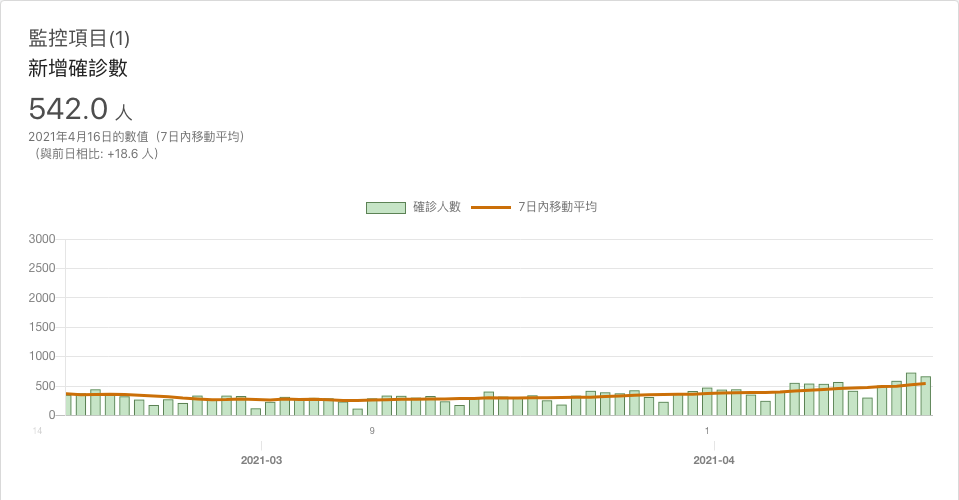 監控項目(1)
新增確診數
542.0 人
2021年4月16日的數值（7日內移動平均）
（與前日相比: +18.6 人）
確診人數 7日內移動平均
3000
2500
2000
1500
1000
500
0
14 9 1
2021-03 2021-04